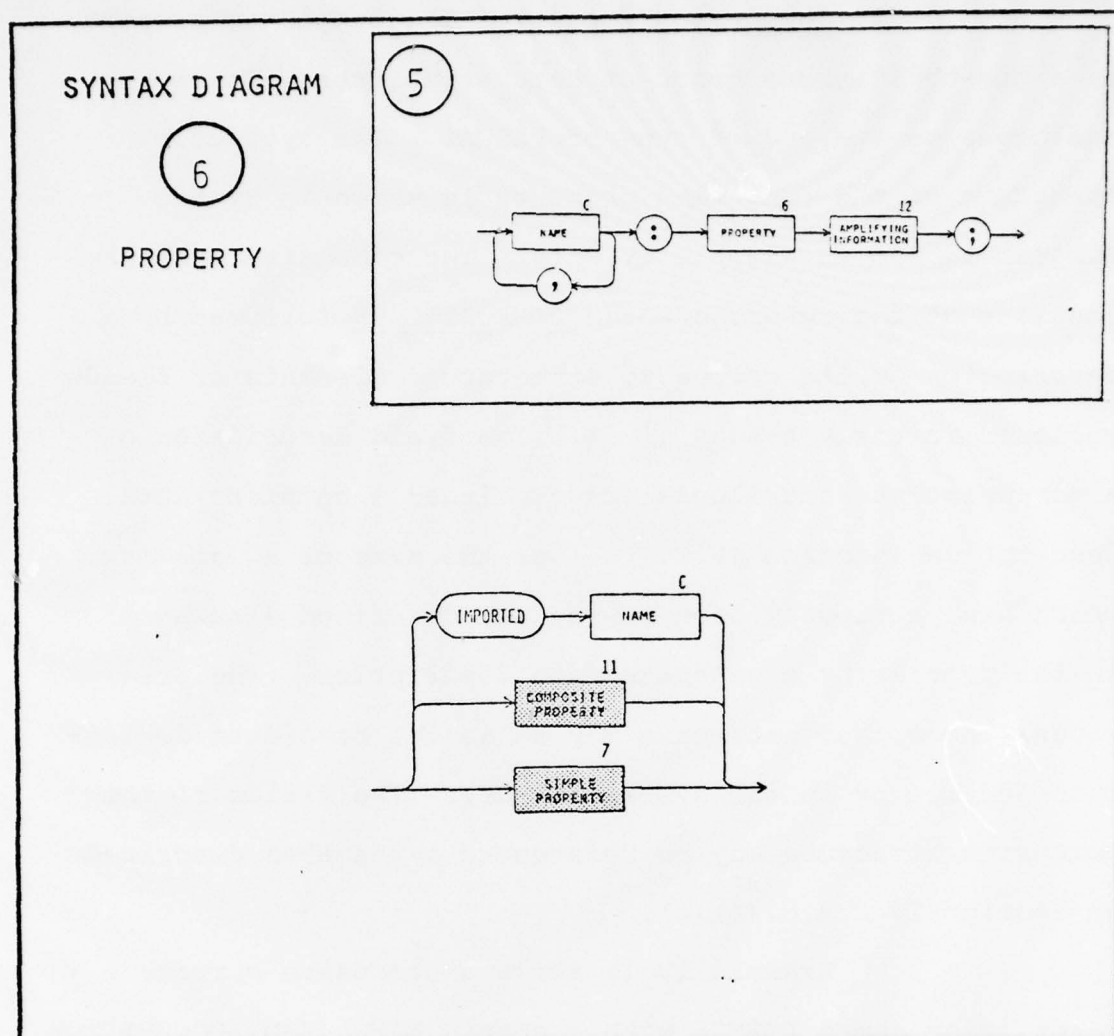 SYNTAX DIAGRAM
6
PROPERTY
5
C
6
12
NAME
:
PROPERTY
AMPLIFYING
INFORMATION
;
,
C
IMPORTED
NAME
11
COMPOSITE
PROPERTY
7
SIMPLE
PROPERTY